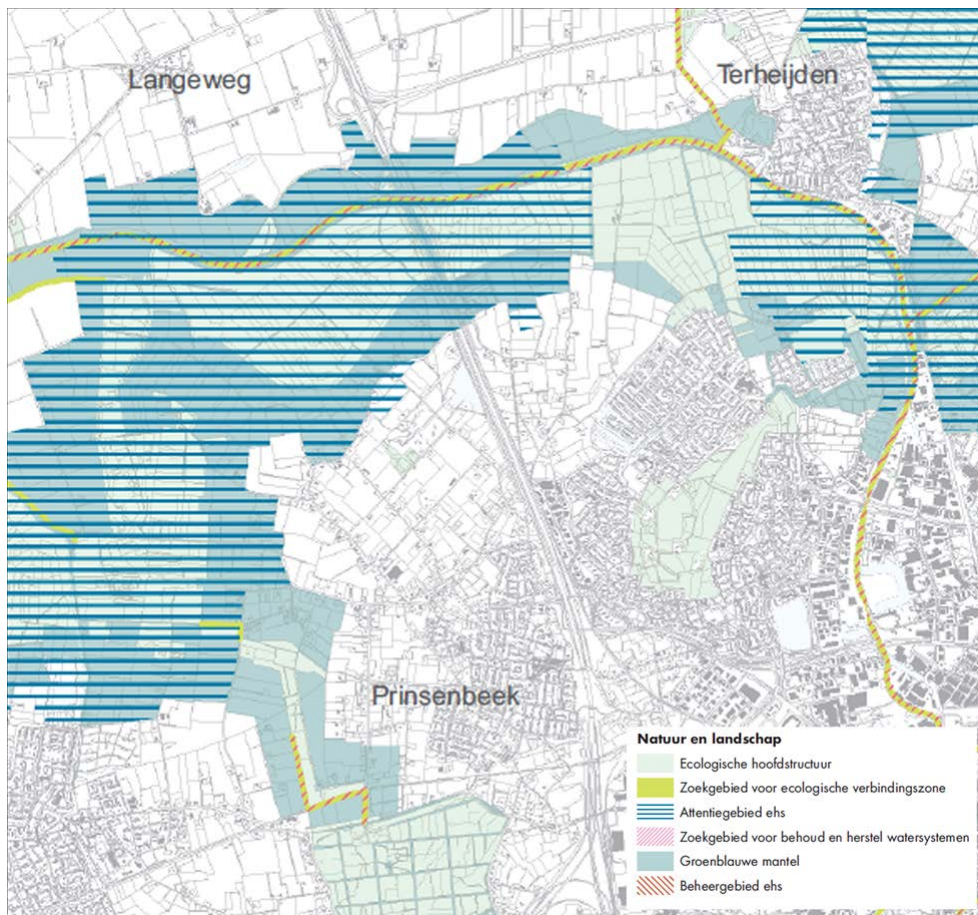 Langeweg
Terheijden
Prinsenbeek
Natuur en landschap
Ecologische hoofdstructuur
Zoekgebied voor ecologische verbindingszone
Attentiegebied ehs
Zoekgebied voor behoud en herstel watersystemen
Groenblauwe mantel
Beheergebied ehs